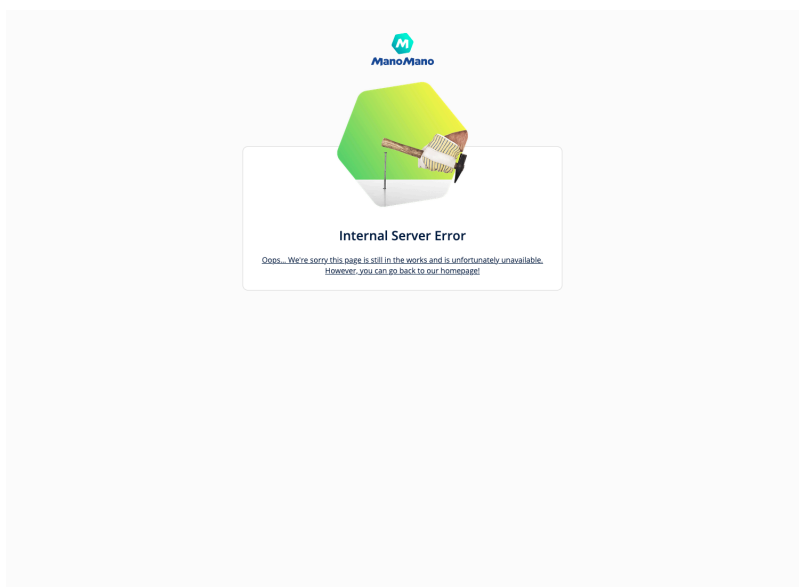 ManoMano
Internal Server Error
Oops... We're sorry this page is still in the works and is unfortunately unavailable.
However, you can go back to our homepage!